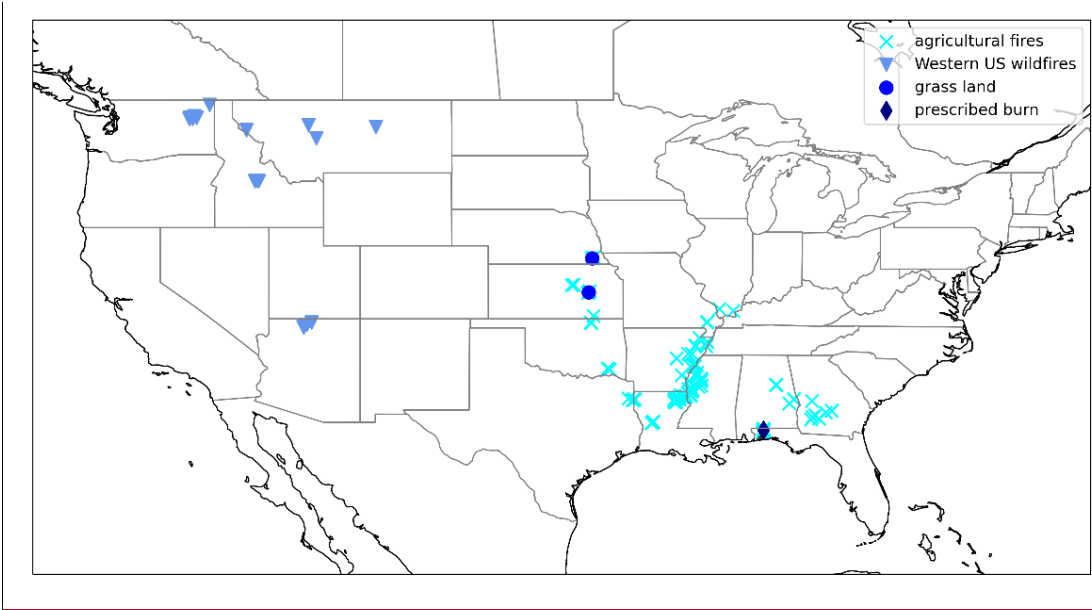 agricultural fires
Western US wildfires
grass land
prescribed burn